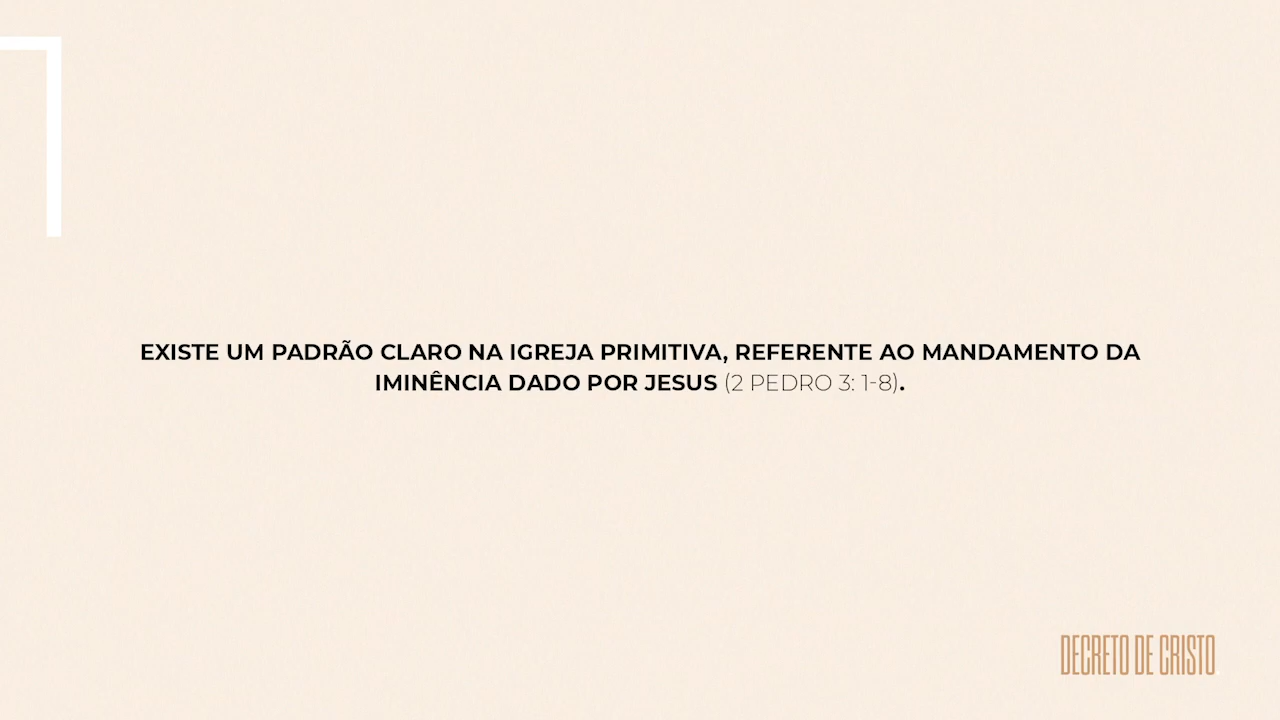 EXISTE UM PADRÃO CLARO NA IGREJA PRIMITIVA, REFERENTE AO MANDAMENTO DA
IMINÊNCIA DADO POR JESUS (2 PEDRO 3: 1-8).
DECRETO DE CRISTO